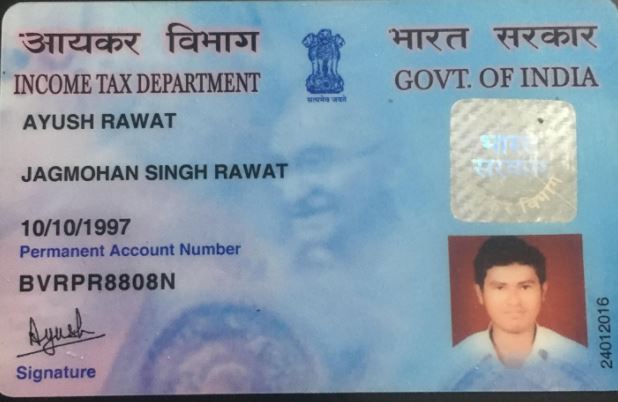 आयकर विभाग
भारत सरकार
INCOME TAX DEPARTMENT
GOVT. OF INDIA
सत्यमेव जयते
AYUSH RAWAT
JAGMOHAN SINGH RAWAT
भारत
सरकार
विभाग
10/10/1997
Permanent Account Number
BVRPR8808N
Ayush
Signature
24012016